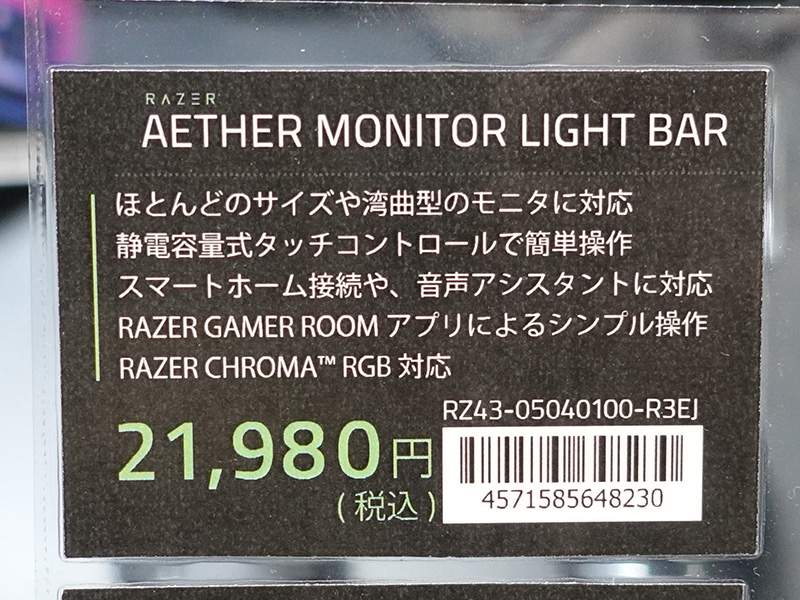 RAZER
AETHER MONITOR LIGHT BAR
ほとんどのサイズや湾曲型のモニタに対応
静電容量式タッチコントロールで簡単操作
スマートホーム接続や、音声アシスタントに対応
RAZER GAMER ROOM アプリによるシンプル操作
RAZER CHROMA™ RGB 対応
RZ43-05040100-R3EJ
21,980円
(税込)
4571585648230